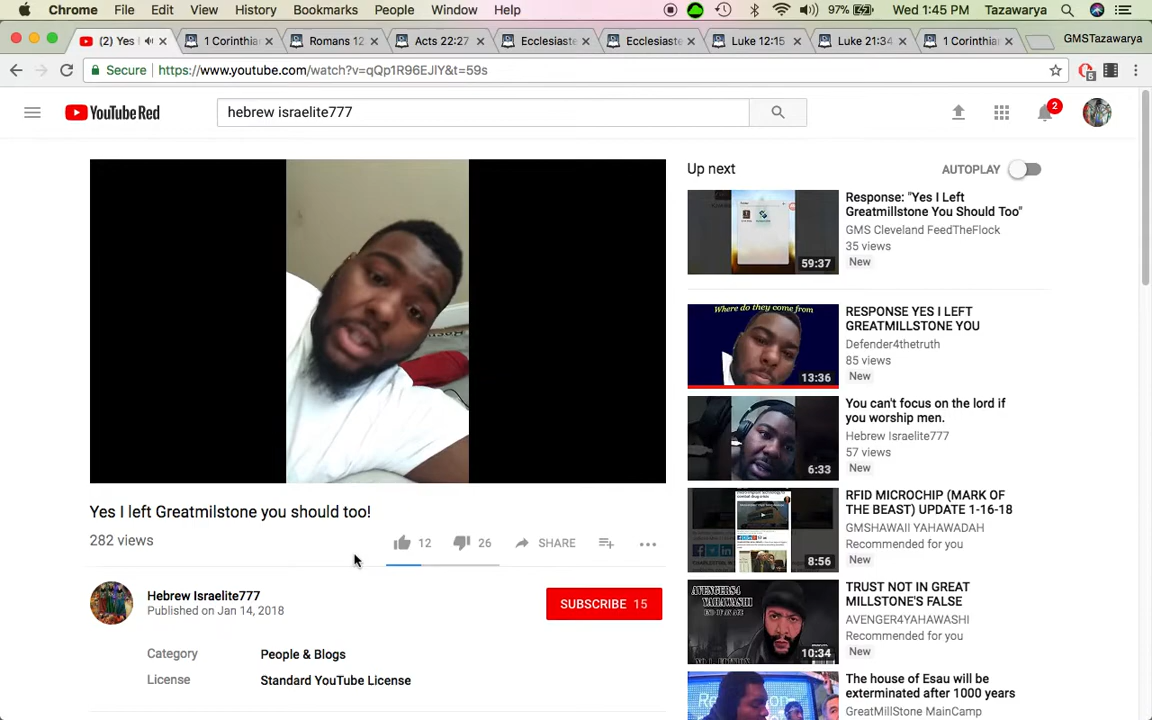 Chrome File Edit View History Bookmarks People Window Help 97% Wed 1:45 PM Tazawarya
(2) Yes I 1 Corinthian Romans 12 Acts 22:27 Ecclesiaste Ecclesiaste Luke 12:15 Luke 21:34 1 Corinthian GMSTazawarya
Secure https://www.youtube.com/watch?v=qQp1R96EJlY&t=59s 6
YouTube Red hebrew israelite777 2
Up next AUTOPLAY
Response: "Yes I Left
Greatmillstone You Should Too"
GMS Cleveland FeedTheFlock
35 views
New
59:37
Where do they come from
RESPONSE YES I LEFT
GREATMILLSTONE YOU
Defender4thetruth
85 views
New
13:36
You can't focus on the lord if
you worship men.
Hebrew Israelite777
57 views
New
6:33
RFID MICROCHIP (MARK OF
THE BEAST) UPDATE 1-16-18
GMSHAWAII YAHAWADAH
Recommended for you
New
8:56
AVENGER4
YAHAWASHI
TRUST NOT IN GREAT
MILLSTONE'S FALSE
AVENGER4YAHAWASHI
Recommended for you
New
10:34
The house of Esau will be
exterminated after 1000 years
GreatMillStone MainCamp
Yes I left Greatmilstone you should too!
282 views
12 26 SHARE
Hebrew Israelite777
Published on Jan 14, 2018
SUBSCRIBE 15
Category People & Blogs
License Standard YouTube License